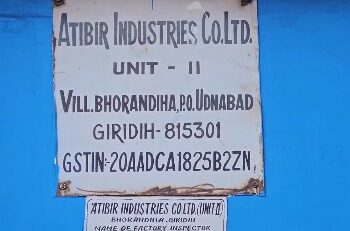 ATIBIR INDUSTRIES CO.LTD.
UNIT - II
VILL.BHORANDIHA,P.O.UDNABAD
GIRIDIH-815301
GSTIN:-20AADCA1825B2ZN
ATIBIR INDUSTRIES CO.LTD.(UNIT-II)
BHORANDIHA-GIRIDIH
NAME OF FACTORY INSPECTOR